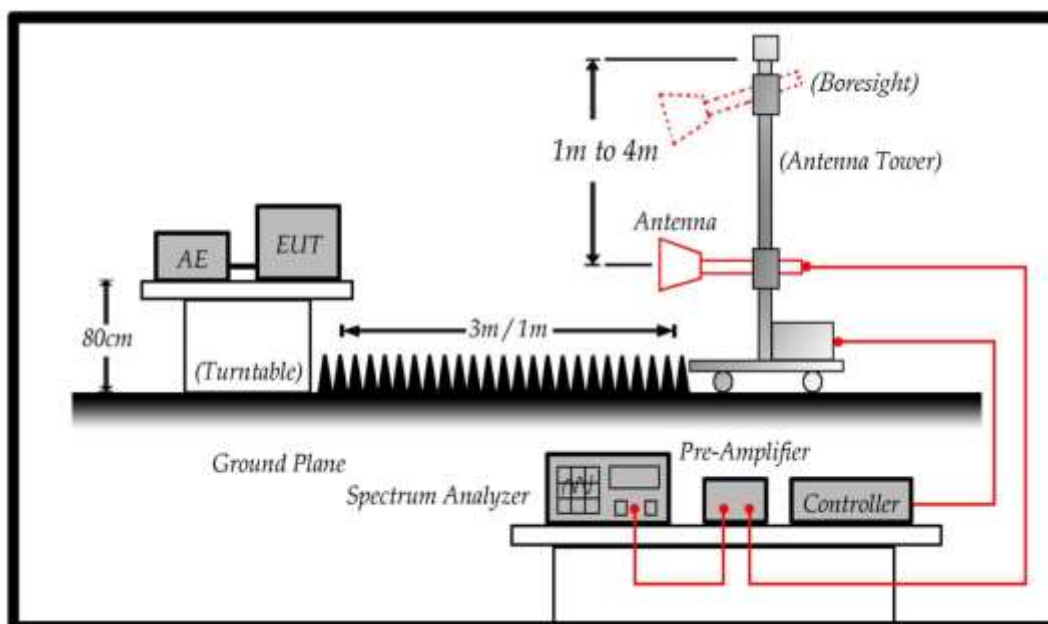 (Boresight)
1m to 4m
(Antenna Tower)
Antenna
EUT
AE
3m / 1m
80cm
(Turntable)
Ground Plane
Pre-Amplifier
Spectrum Analyzer
Controller